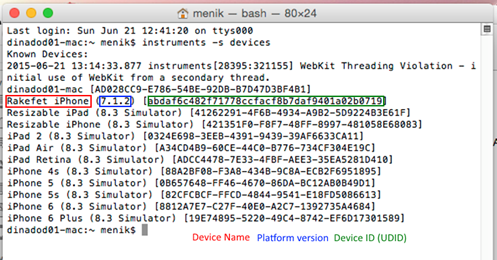 menik — bash — 80×24
Last login: Sun Jun 21 12:41:20 on ttys000
dinadod01-mac:~ menik$ instruments -s devices
Known Devices:
2015-06-21 13:14:33.877 instruments[28395:321155] WebKit Threading Violation - i
nitial use of WebKit from a secondary thread.
dinadod01-mac [AD028CC9-E786-54BE-92DB-B7D47D3BF4B1]
Rakefet iPhone (7.1.2) [abdaf6c482f71778ccfacf8b7daf9401a02b0719]
Resizable iPad (8.3 Simulator) [41262291-4F6B-4934-A9B2-5D9224B3E61F]
Resizable iPhone (8.3 Simulator) [421351F0-F8F7-48FF-8997-481058E68083]
iPad 2 (8.3 Simulator) [0324E698-3EEB-4391-9439-39AF6633CA11]
iPad Air (8.3 Simulator) [A34CD4B9-60CE-44C0-B776-734CF304E19C]
iPad Retina (8.3 Simulator) [ADCC4478-7E33-4FBF-AEE3-35EA5281D410]
iPhone 4s (8.3 Simulator) [88A2BF08-F3A8-434B-9C8A-ECB2F6951895]
iPhone 5 (8.3 Simulator) [0B657648-FF46-4670-86DA-BC12AB0B49D1]
iPhone 5s (8.3 Simulator) [82CFCBCF-FFCD-4844-9541-E18FD5086613]
iPhone 6 (8.3 Simulator) [8812A7E7-C27F-40E0-A2C7-1392735A4684]
iPhone 6 Plus (8.3 Simulator) [19E74895-5220-49C4-8742-EF6D17301589]
dinadod01-mac:~ menik$
Device Name Platform version Device ID (UDID)